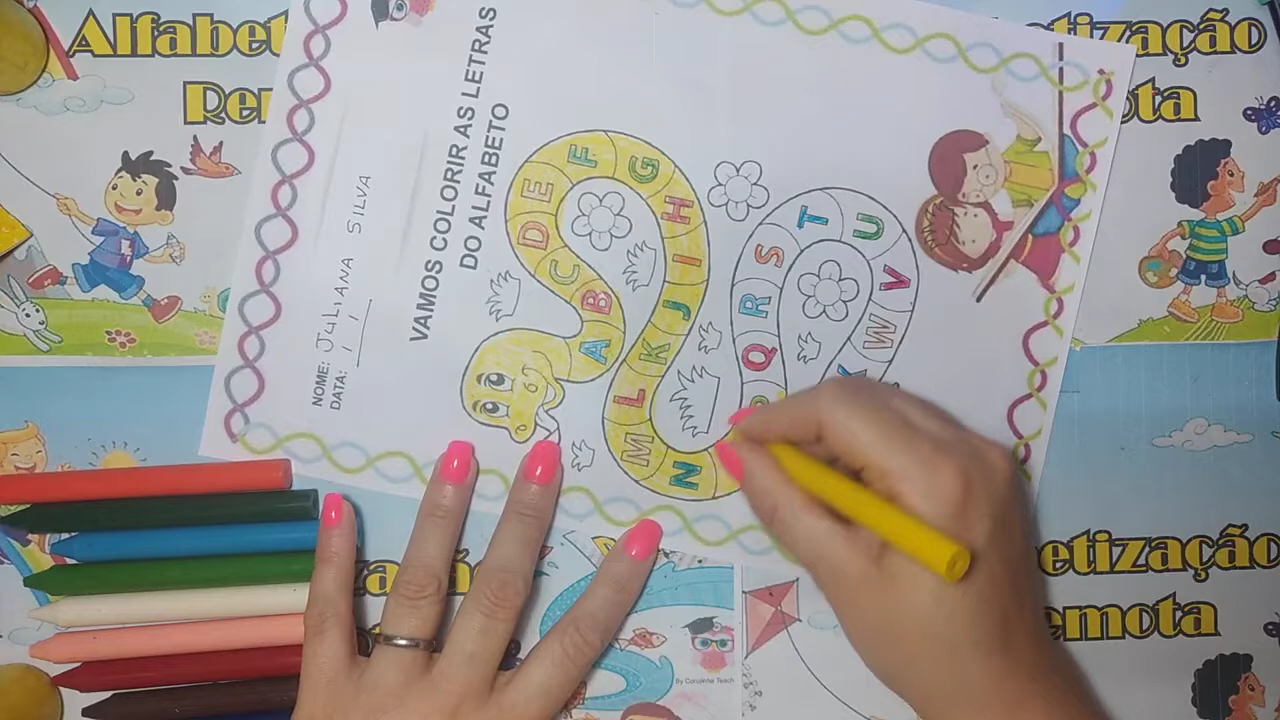 Alfabet
Rem
etização
ota
VAMOS COLORIR AS LETRAS
DO ALFABETO
NOME: JULIANA SILVA
DATA: / /
A B C D E F G H I J K L M N
Q R S T U V W
zação
etização
emota
By Corujinha Teach